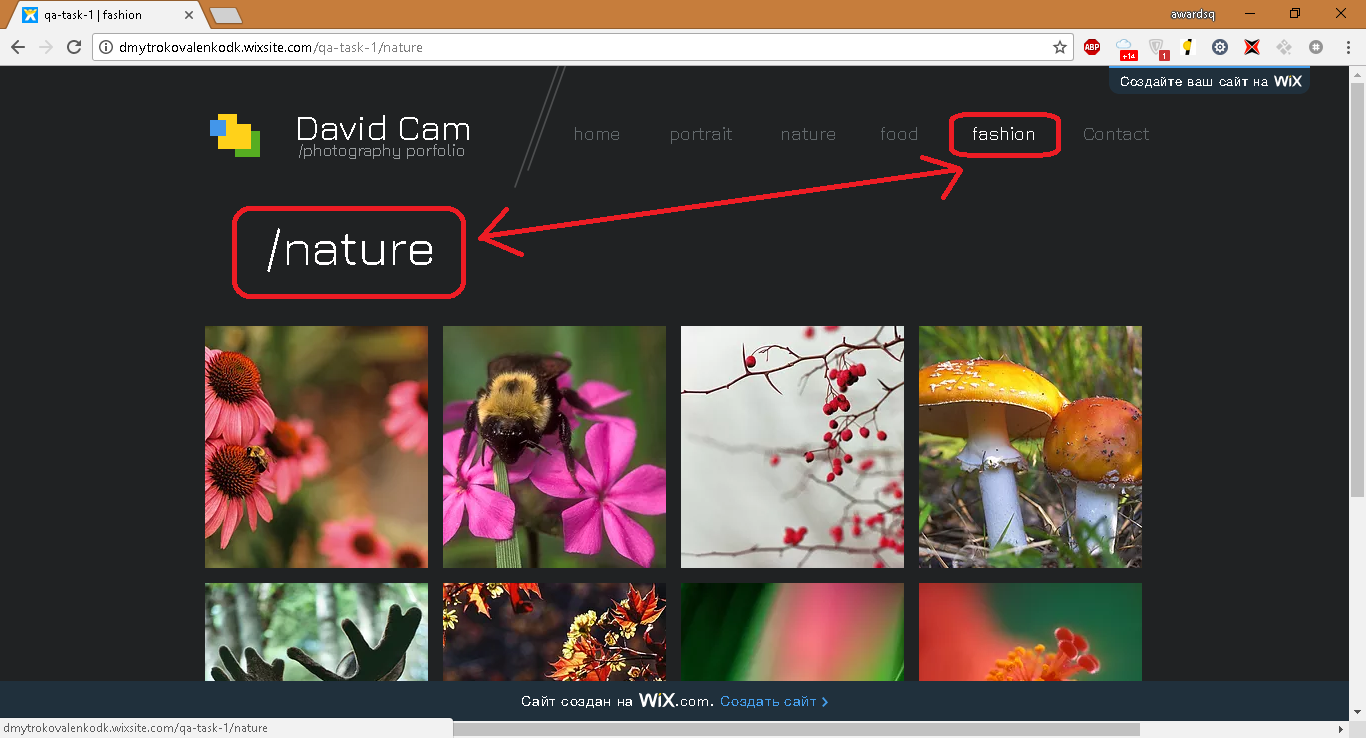 qa-task-1 | fashion
awardsq
dmytrokovalenkodk.wixsite.com/qa-task-1/nature
ABP
+14
1
Создайте ваш сайт на WiX
David Cam
/photography porfolio
home portrait nature food fashion Contact
/nature
Сайт создан на WiX.com. Создать сайт >
dmytrokovalenkodk.wixsite.com/qa-task-1/nature